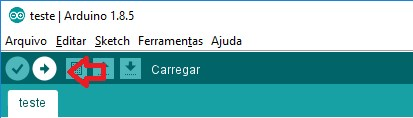 teste | Arduino 1.8.5
Arquivo Editar Sketch Ferramentas Ajuda
Carregar
teste